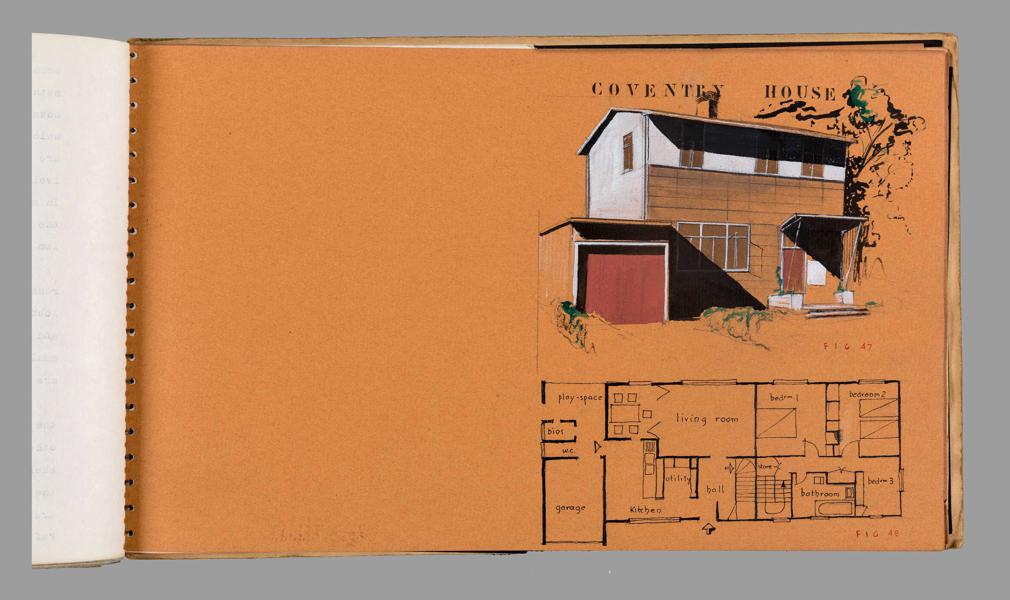 COVENTRY HOUSE
FIG 47
play-space
bedrm 1
bedroom 2
living room
bios
w.c.
store
utility
hall
bathroom
bedrm 3
garage
Kitchen
FIG 48